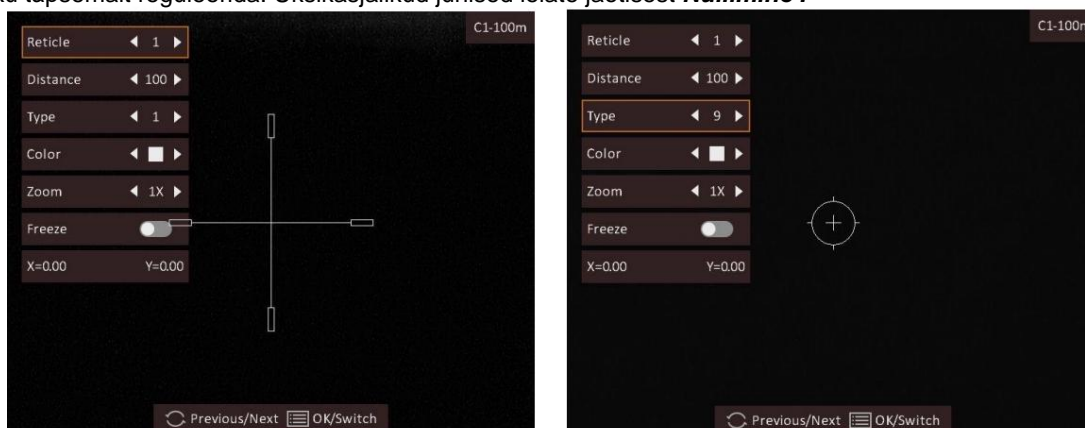 C1-100m
Reticle 1
Distance 100
Type 1
Color
Zoom 1X
Freeze
X=0.00 Y=0.00
Previous/Next OK/Switch
C1-100m
Reticle 1
Distance 100
Type 9
Color
Zoom 1X
Freeze
X=0.00 Y=0.00
Previous/Next OK/Switch